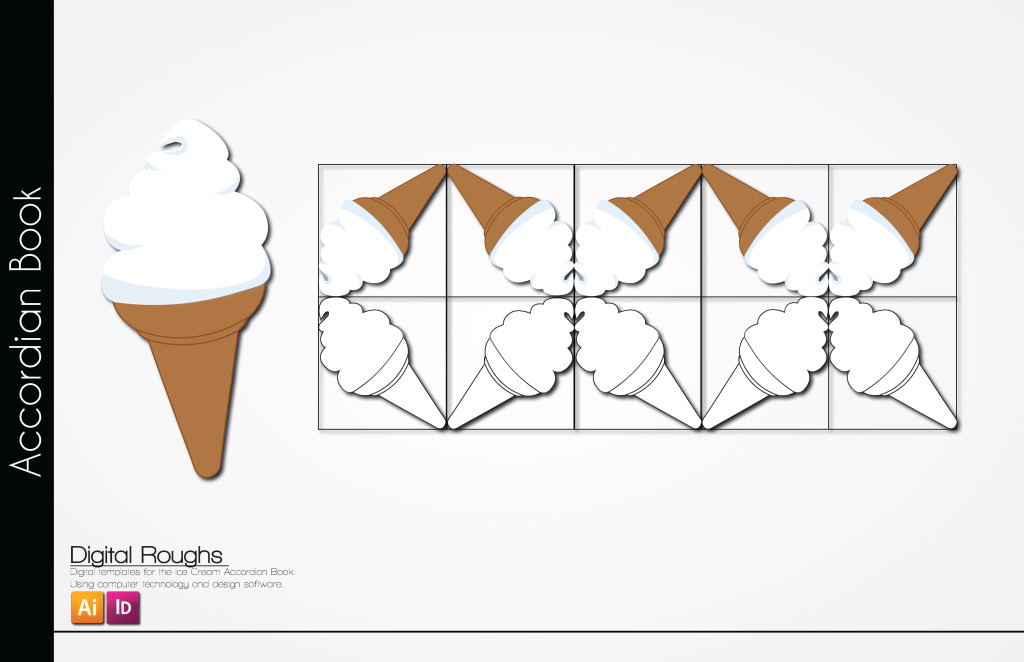 Accordian Book
Digital Roughs
Digital templates for the Ice Cream Accordian Book.
Using computer technology and design software.
Ai ID